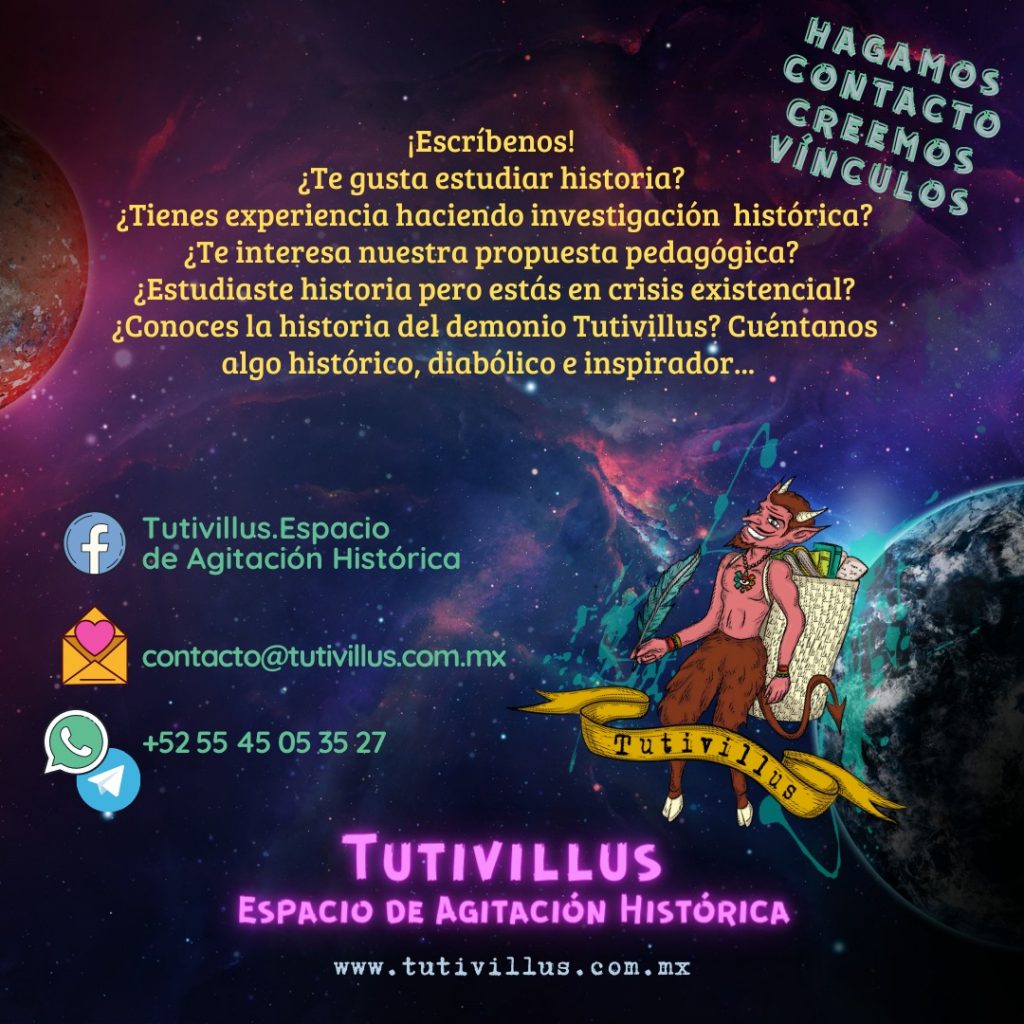 HAGAMOS
CONTACTO
CREEMOS
VÍNCULOS
¡Escríbenos!
¿Te gusta estudiar historia?
¿Tienes experiencia haciendo investigación histórica?
¿Te interesa nuestra propuesta pedagógica?
¿Estudiaste historia pero estás en crisis existencial?
¿Conoces la historia del demonio Tutivillus? Cuéntanos
algo histórico, diabólico e inspirador...
Tutivillus.Espacio
de Agitación Histórica
contacto@tutivillus.com.mx
+52 55 45 05 35 27
Tutivillus
TUTIVILLUS
ESPACIO DE AGITACIÓN HISTÓRICA
www.tutivillus.com.mx